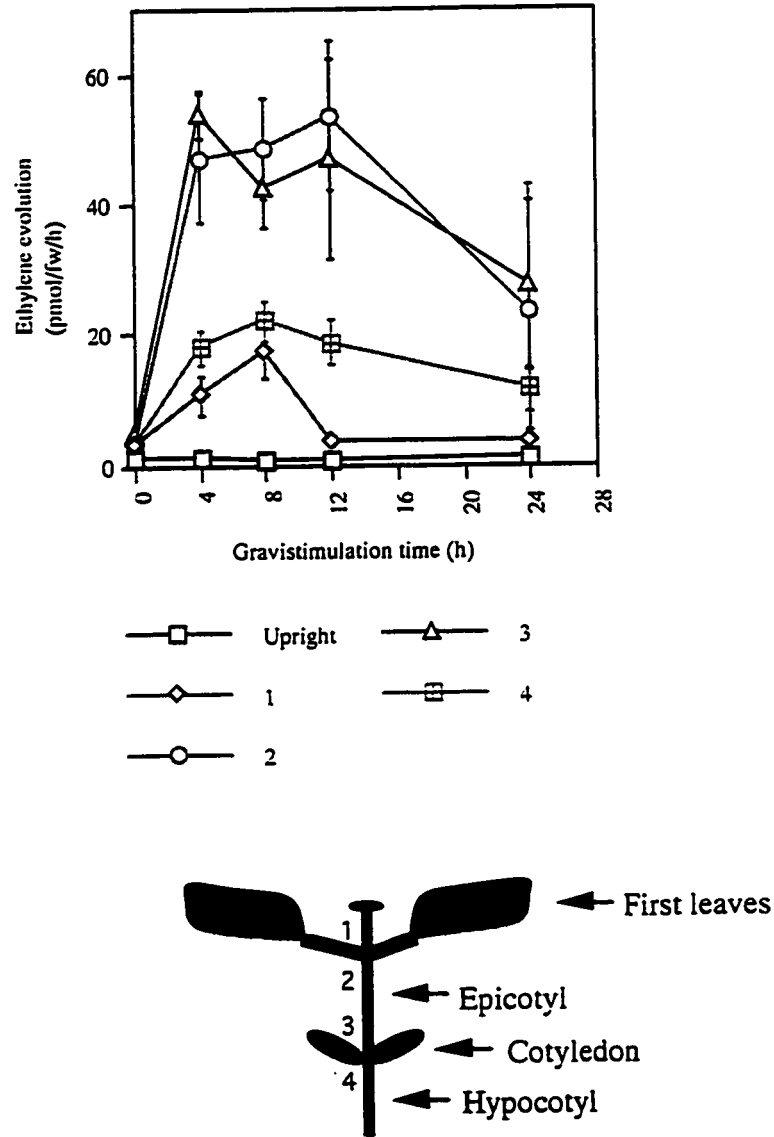 Ethylene evolution
(pmol/fw/h)
60
40
20
0
0
4
8
12
16
20
24
28
Gravistimulation time (h)
Upright
3
1
4
2
First leaves
1
2
Epicotyl
3
Cotyledon
4
Hypocotyl